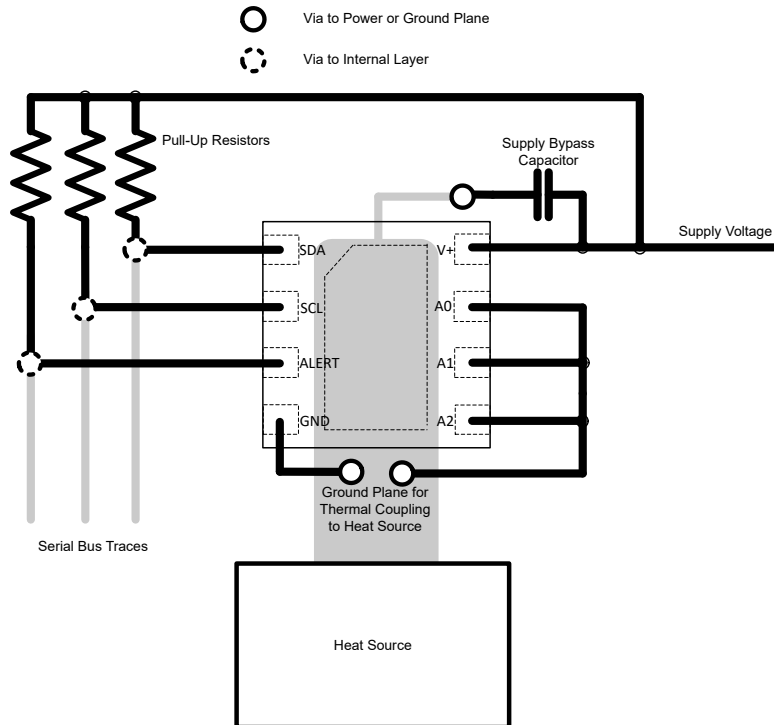 Via to Power or Ground Plane
Via to Internal Layer
Pull-Up Resistors
Supply Bypass
Capacitor
Supply Voltage
SDA
V+
SCL
A0
ALERT
A1
GND
A2
Ground Plane for
Thermal Coupling
to Heat Source
Serial Bus Traces
Heat Source